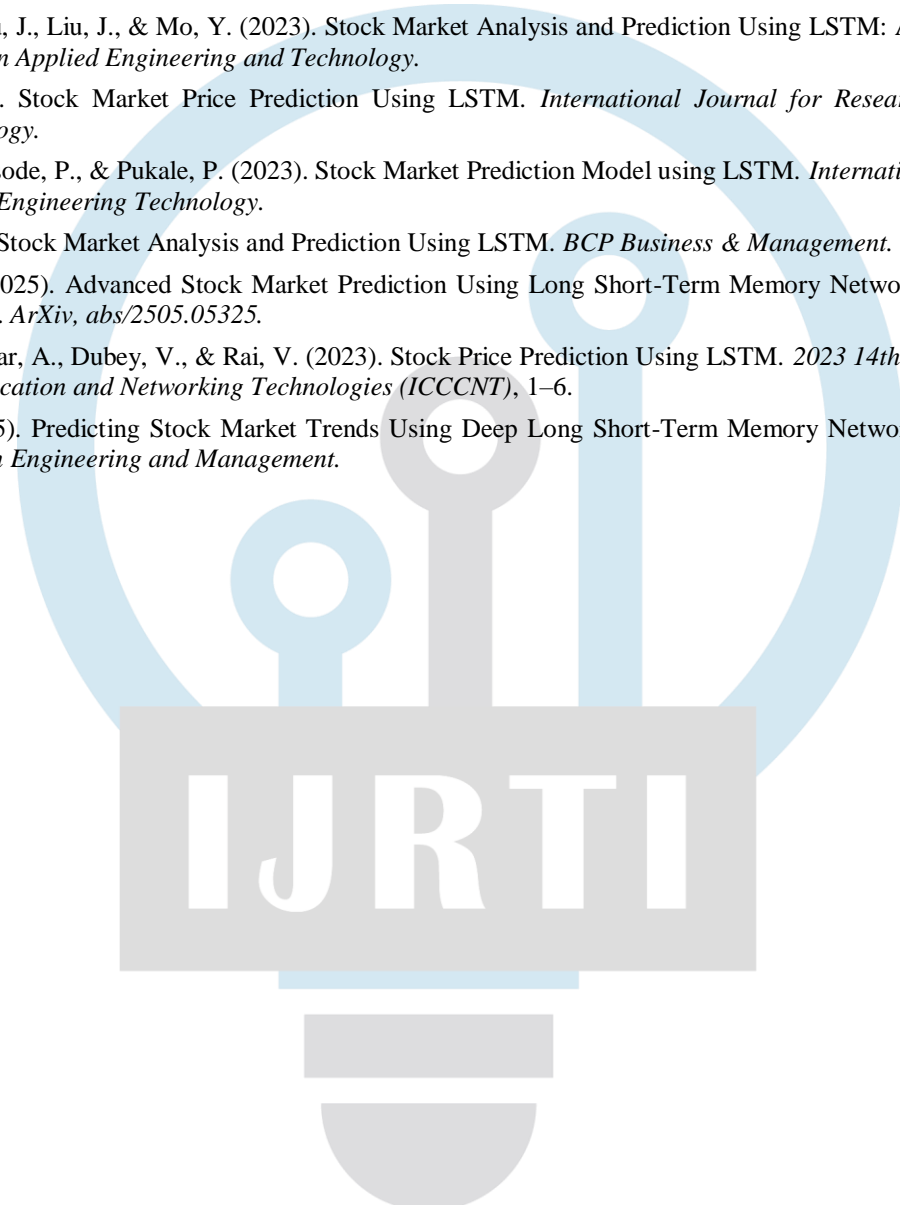 , J., Liu, J., & Mo, Y. (2023). Stock Market Analysis and Prediction Using LSTM:
n Applied Engineering and Technology.
. Stock Market Price Prediction Using LSTM. International Journal for Resear
ogy.
ode, P., & Pukale, P. (2023). Stock Market Prediction Model using LSTM. Internati
Engineering Technology.
Stock Market Analysis and Prediction Using LSTM. BCP Business & Management.
025). Advanced Stock Market Prediction Using Long Short-Term Memory Networ
. ArXiv, abs/2505.05325.
ar, A., Dubey, V., & Rai, V. (2023). Stock Price Prediction Using LSTM. 2023 14th
ication and Networking Technologies (ICCCNT), 1–6.
5). Predicting Stock Market Trends Using Deep Long Short-Term Memory Networ
n Engineering and Management.
IJRTI